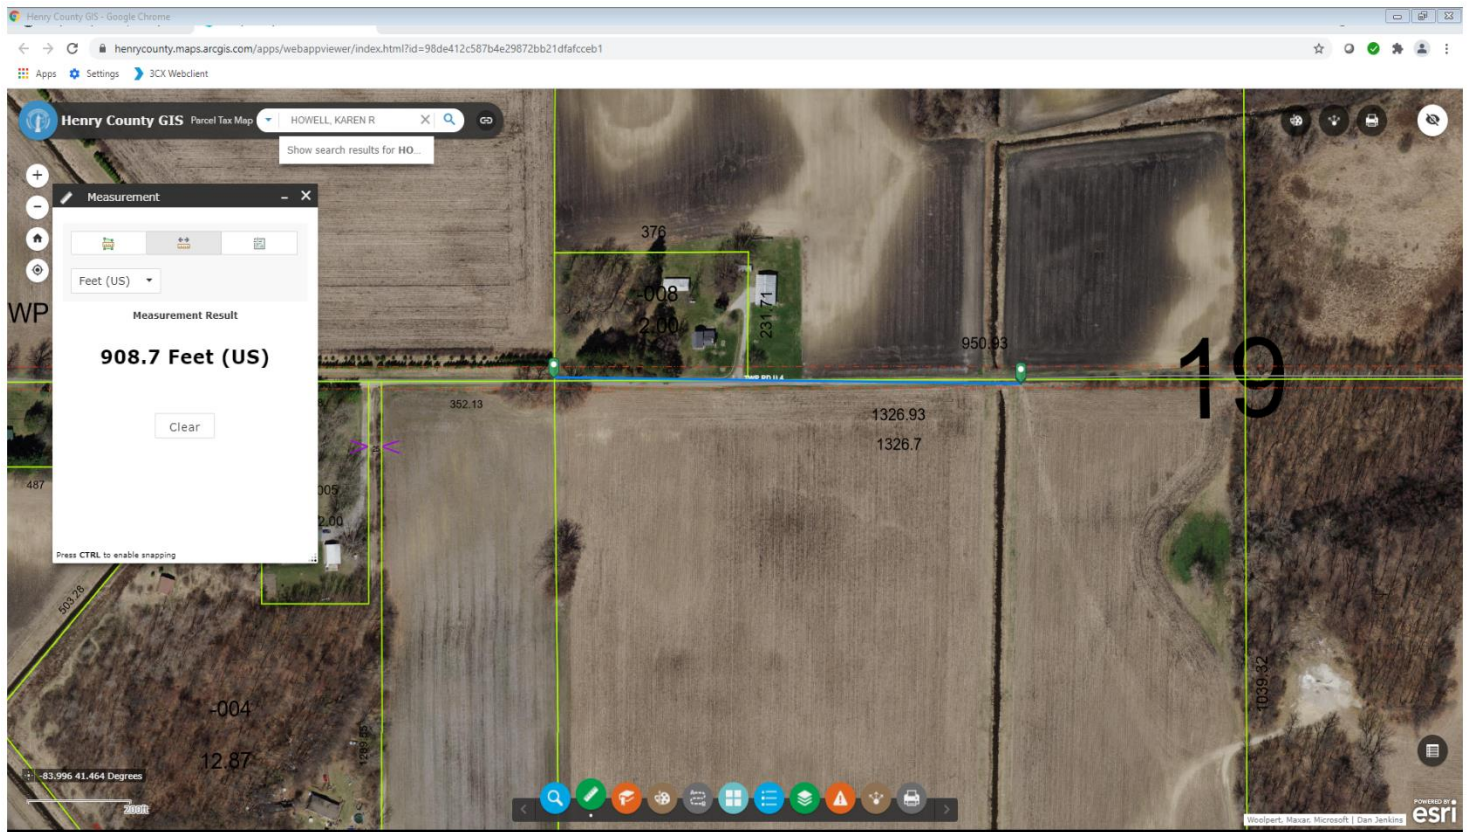 Henry County GIS - Google Chrome
henrycounty.maps.arcgis.com/apps/webappviewer/index.html?id=98de412c587b4e29872bb21dfafcceb1
Apps Settings 3CX Webclient
Henry County GIS Parcel Tax Map HOWELL, KAREN R
Show search results for HO...
Measurement
Feet (US)
Measurement Result
908.7 Feet (US)
Clear
Press CTRL to enable snapping
WP
376
-008
2.00
231.71
950.93
19
TWP RD U 4
352.13
1326.93
1326.7
487
005
2.00
503.28
-004
12.87
1039.32
-83.996 41.464 Degrees
200ft
Woolpert, Maxar, Microsoft | Dan Jenkins
POWERED BY
esri